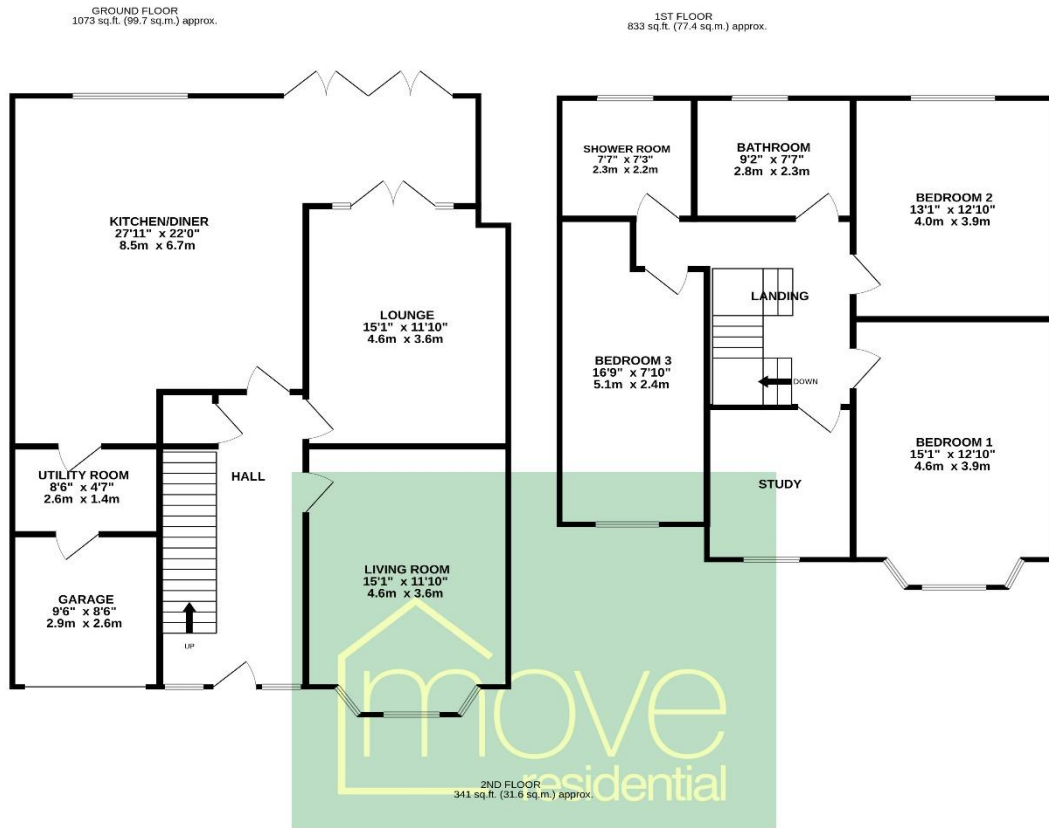 GROUND FLOOR
1073 sq.ft. (99.7 sq.m.) approx.
KITCHEN/DINER
27'11" x 22'0"
8.5m x 6.7m
LOUNGE
15'1" x 11'10"
4.6m x 3.6m
UTILITY ROOM
8'6" x 4'7"
2.6m x 1.4m
HALL
GARAGE
9'6" x 8'6"
2.9m x 2.6m
UP
LIVING ROOM
15'1" x 11'10"
4.6m x 3.6m
1ST FLOOR
833 sq.ft. (77.4 sq.m.) approx.
SHOWER ROOM
7'7" x 7'3"
2.3m x 2.2m
BATHROOM
9'2" x 7'7"
2.8m x 2.3m
BEDROOM 2
13'1" x 12'10"
4.0m x 3.9m
LANDING
DOWN
BEDROOM 3
16'9" x 7'10"
5.1m x 2.4m
BEDROOM 1
15'1" x 12'10"
4.6m x 3.9m
STUDY
move
residential
2ND FLOOR
341 sq.ft. (31.6 sq.m.) approx.